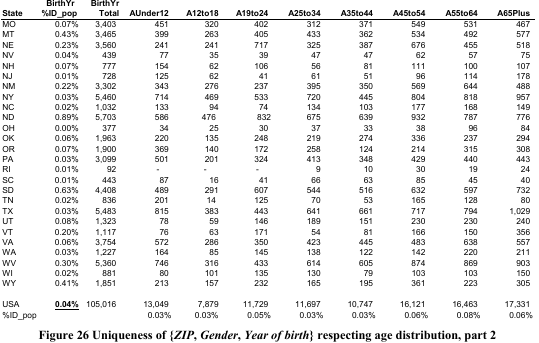 BirthYr BirthYr
State %ID_pop Total AUnder12 A12to18 A19to24 A25to34 A35to44 A45to54 A55to64 A65Plus
MO 0.07% 3,403 451 320 402 312 371 549 531 467
MT 0.43% 3,465 399 263 405 433 362 534 492 577
NE 0.23% 3,560 241 241 717 325 387 676 455 518
NV 0.04% 439 77 35 39 47 47 62 57 75
NH 0.07% 777 154 62 106 56 81 111 100 107
NJ 0.01% 728 125 62 41 61 51 96 114 178
NM 0.22% 3,302 343 276 237 395 350 569 644 488
NY 0.03% 5,460 714 469 533 720 445 804 818 957
NC 0.02% 1,032 133 94 74 134 103 177 168 149
ND 0.89% 5,703 586 476 832 675 639 932 787 776
OH 0.00% 377 34 25 30 37 33 38 96 84
OK 0.06% 1,963 220 135 248 219 274 336 237 294
OR 0.07% 1,900 369 140 172 258 124 214 315 308
PA 0.03% 3,099 501 201 324 413 348 429 440 443
RI 0.01% 92 - - - 9 10 30 19 24
SC 0.01% 443 87 16 41 66 63 85 45 40
SD 0.63% 4,408 489 291 607 544 516 632 597 732
TN 0.02% 836 201 14 125 70 53 165 128 80
TX 0.03% 5,483 815 383 443 641 661 717 794 1,029
UT 0.08% 1,323 78 59 146 189 151 230 230 240
VT 0.20% 1,117 76 63 171 54 81 166 150 356
VA 0.06% 3,754 572 286 350 423 445 483 638 557
WA 0.03% 1,227 164 85 145 138 122 142 220 211
WV 0.30% 5,360 746 316 433 614 605 874 869 903
WI 0.02% 881 80 101 135 130 79 103 103 150
WY 0.41% 1,851 213 157 232 165 195 361 223 305
USA 0.04% 105,016 13,049 7,879 11,729 11,697 10,747 16,121 16,463 17,331
%ID_pop 0.03% 0.03% 0.05% 0.03% 0.03% 0.06% 0.08% 0.06%
Figure 26 Uniqueness of {ZIP, Gender, Year of birth} respecting age distribution, part 2